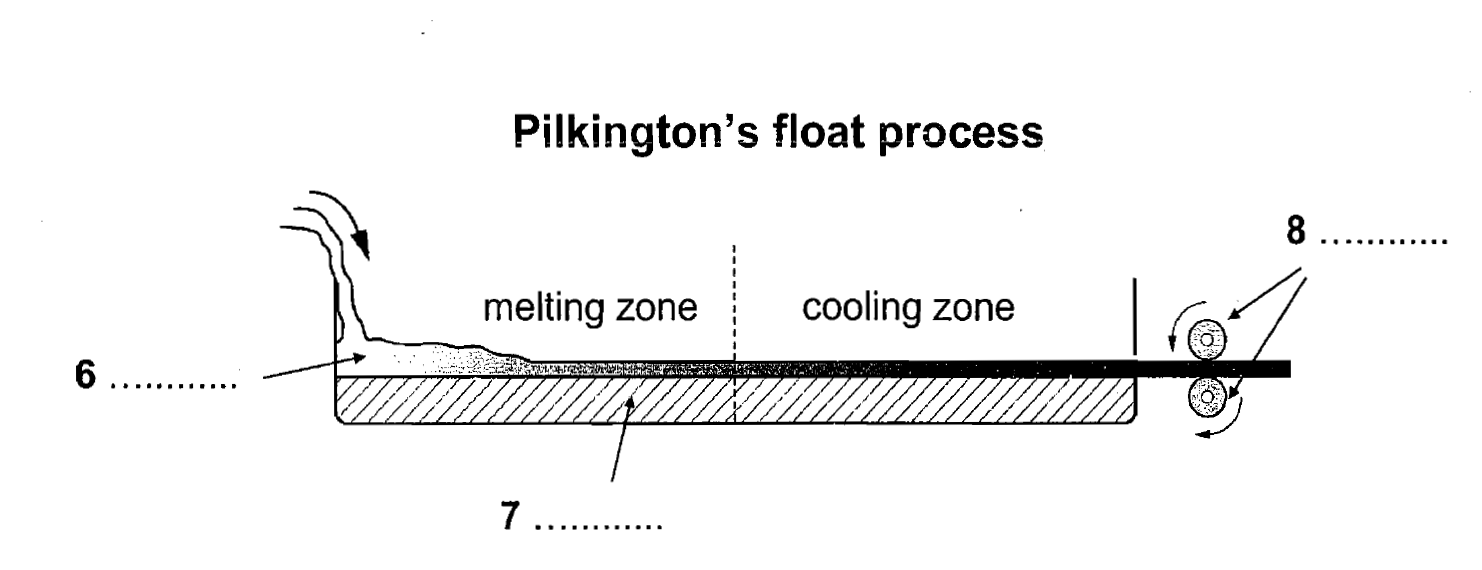 Pilkington's float process
8 ............
melting zone
cooling zone
6 ............
7 ............